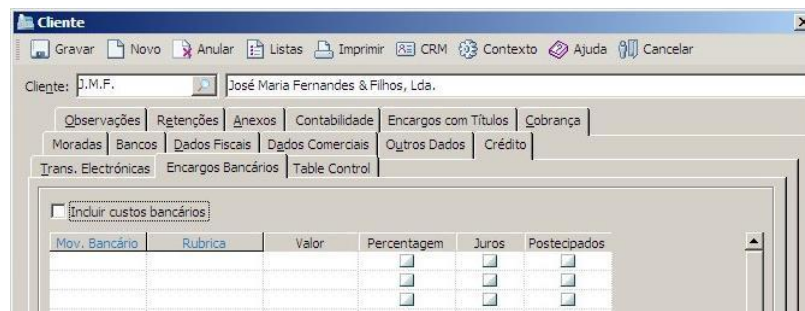 Cliente
Gravar Novo Anular Listas Imprimir CRM Contexto Ajuda Cancelar
Cliente: J.M.F. José Maria Fernandes & Filhos, Lda.
Observações Retenções Anexos Contabilidade Encargos com Títulos Cobrança
Moradas Bancos Dados Fiscais Dados Comerciais Outros Dados Crédito
Trans. Electrónicas Encargos Bancários Table Control
Incluir custos bancários
Mov. Bancário Rubrica Valor Percentagem Juros Postecipados